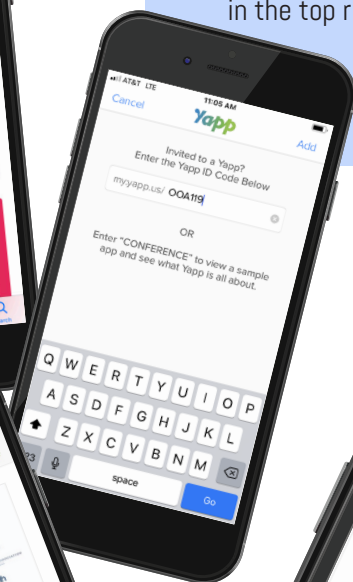 in the top r
AT&T LTE
11:05 AM
Cancel
Yapp
Add
Invited to a Yapp?
Enter the Yapp ID Code Below
myyapp.us/ OOA119
OR
Enter "CONFERENCE" to view a sample
app and see what Yapp is all about.
Q W E R T Y U I O P
A S D F G H J K L
Z X C V B N M
23
space
Go